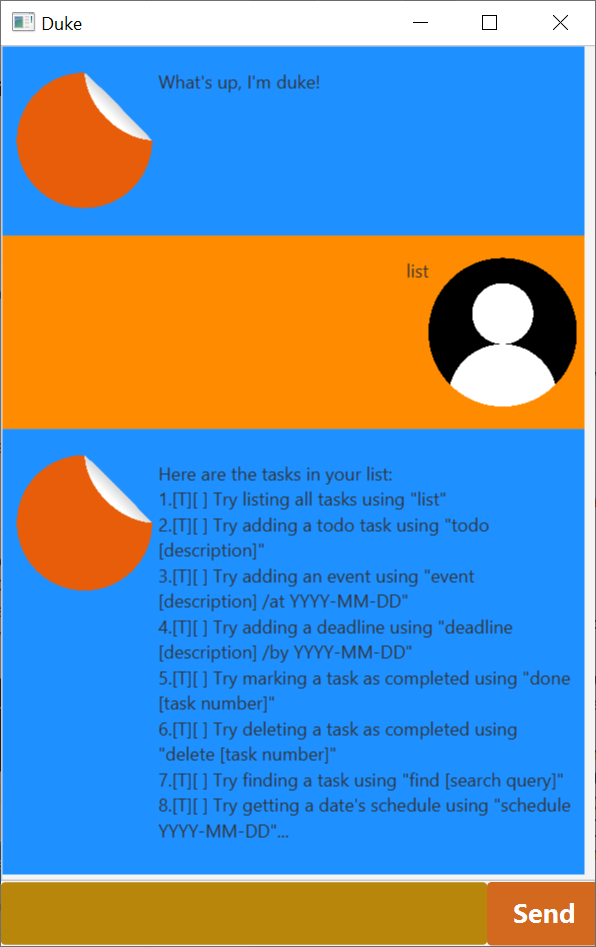 Duke
What's up, I'm duke!
list
Here are the tasks in your list:
1.[T][ ] Try listing all tasks using "list"
2.[T][ ] Try adding a todo task using "todo
[description]"
3.[T][ ] Try adding an event using "event
[description] /at YYYY-MM-DD"
4.[T][ ] Try adding a deadline using "deadline
[description] /by YYYY-MM-DD"
5.[T][ ] Try marking a task as completed using "done
[task number]"
6.[T][ ] Try deleting a task as completed using
"delete [task number]"
7.[T][ ] Try finding a task using "find [search query]"
8.[T][ ] Try getting a date's schedule using "schedule
YYYY-MM-DD"...
Send